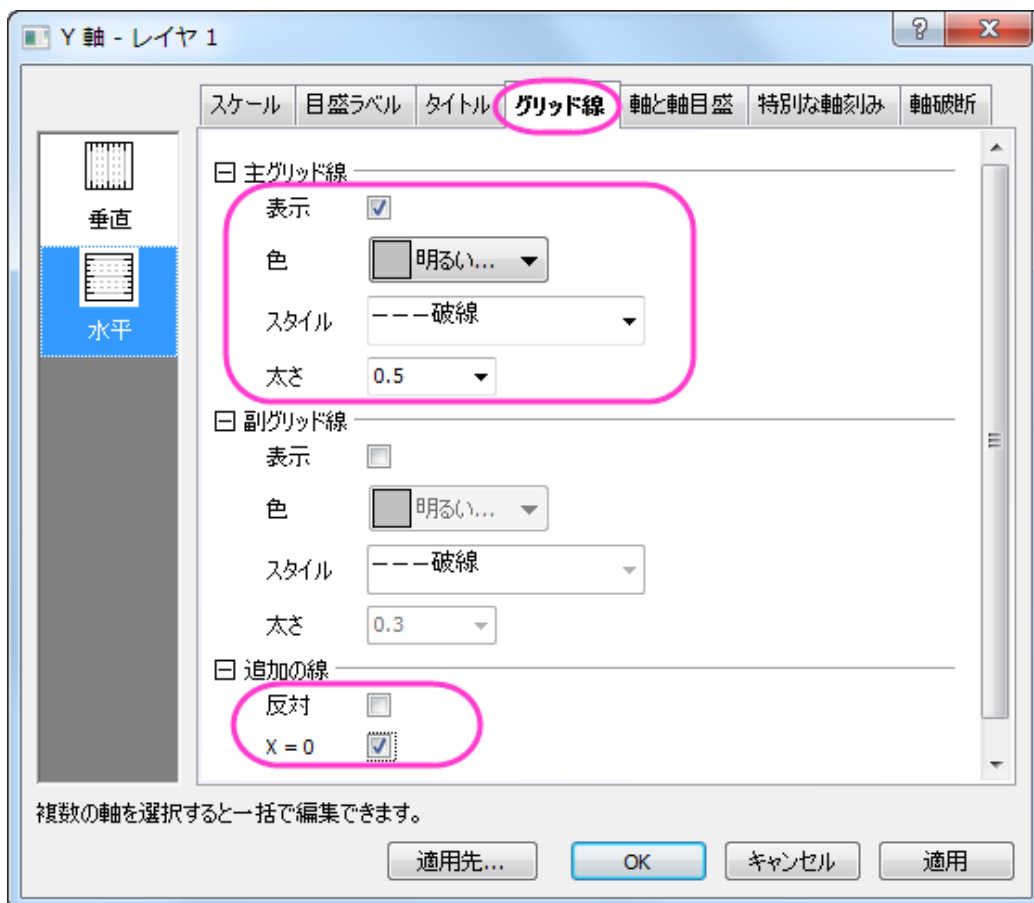 Y 軸 - レイヤ 1
スケール 目盛ラベル タイトル グリッド線 軸と軸目盛 特別な軸刻み 軸破断
垂直
水平
主グリッド線
表示
色 明るい...
スタイル ---破線
太さ 0.5
副グリッド線
表示
色 明るい...
スタイル ---破線
太さ 0.3
追加の線
反対
X = 0
複数の軸を選択すると一括で編集できます。
適用先... OK キャンセル 適用